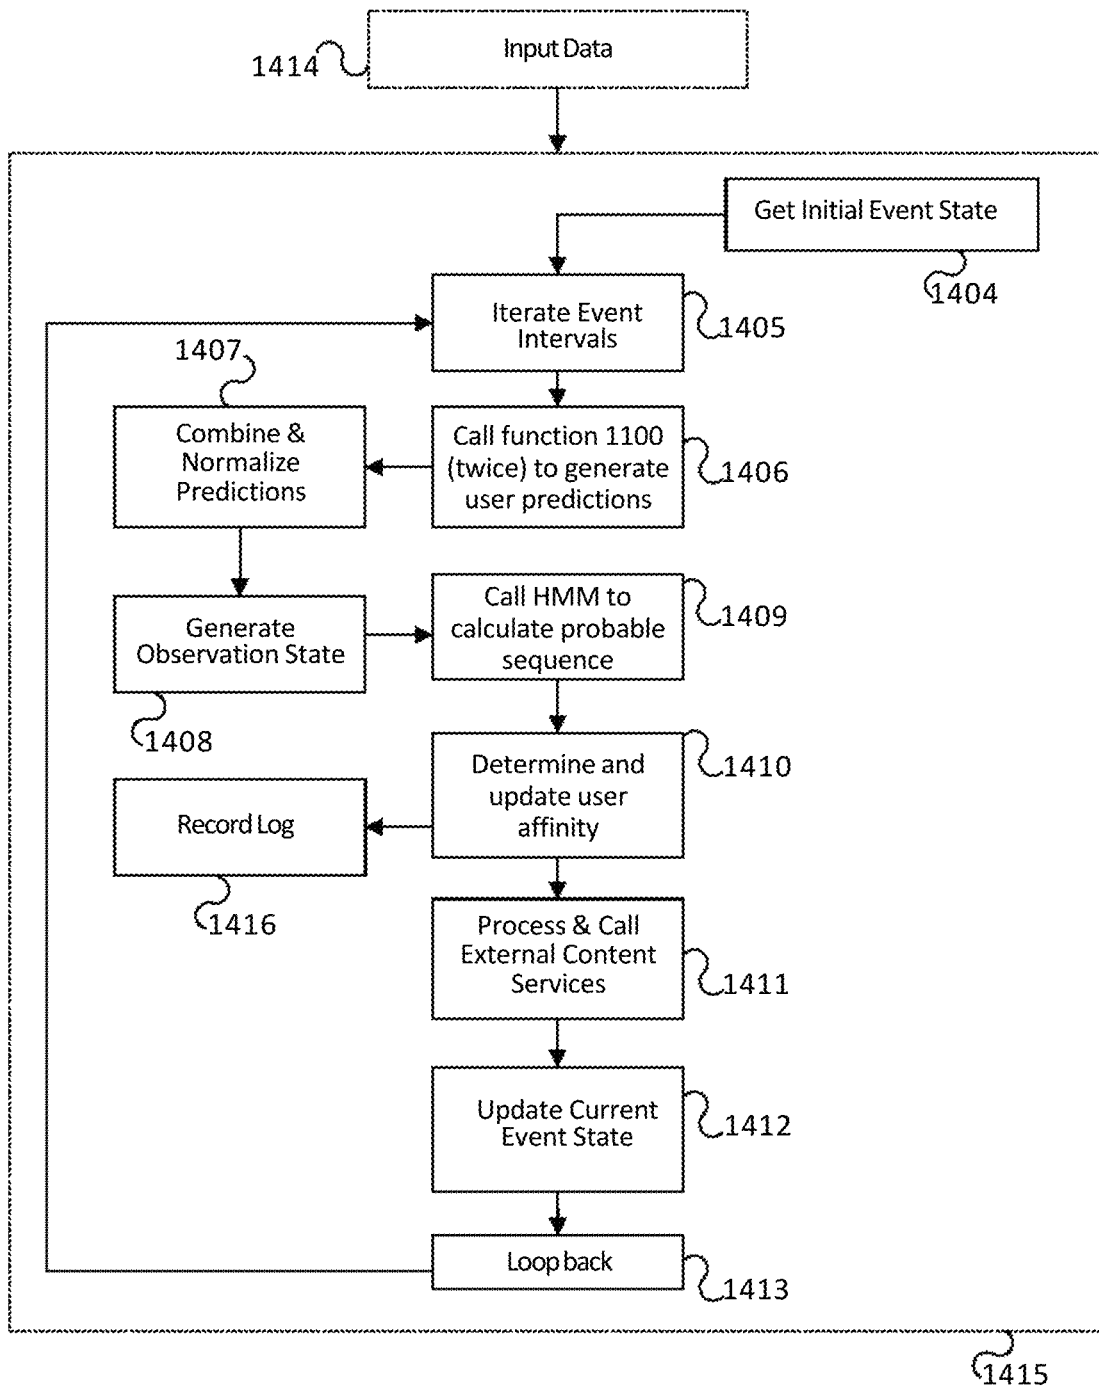 Input Data
1414
Get Initial Event State
1404
Iterate Event
Intervals
1405
1407
Combine &
Normalize
Predictions
Call function 1100
(twice) to generate
user predictions
1406
Generate
Observation State
1408
Call HMM to
calculate probable
sequence
1409
Determine and
update user
affinity
1410
Record Log
1416
Process & Call
External Content
Services
1411
Update Current
Event State
1412
Loop back
1413
1415